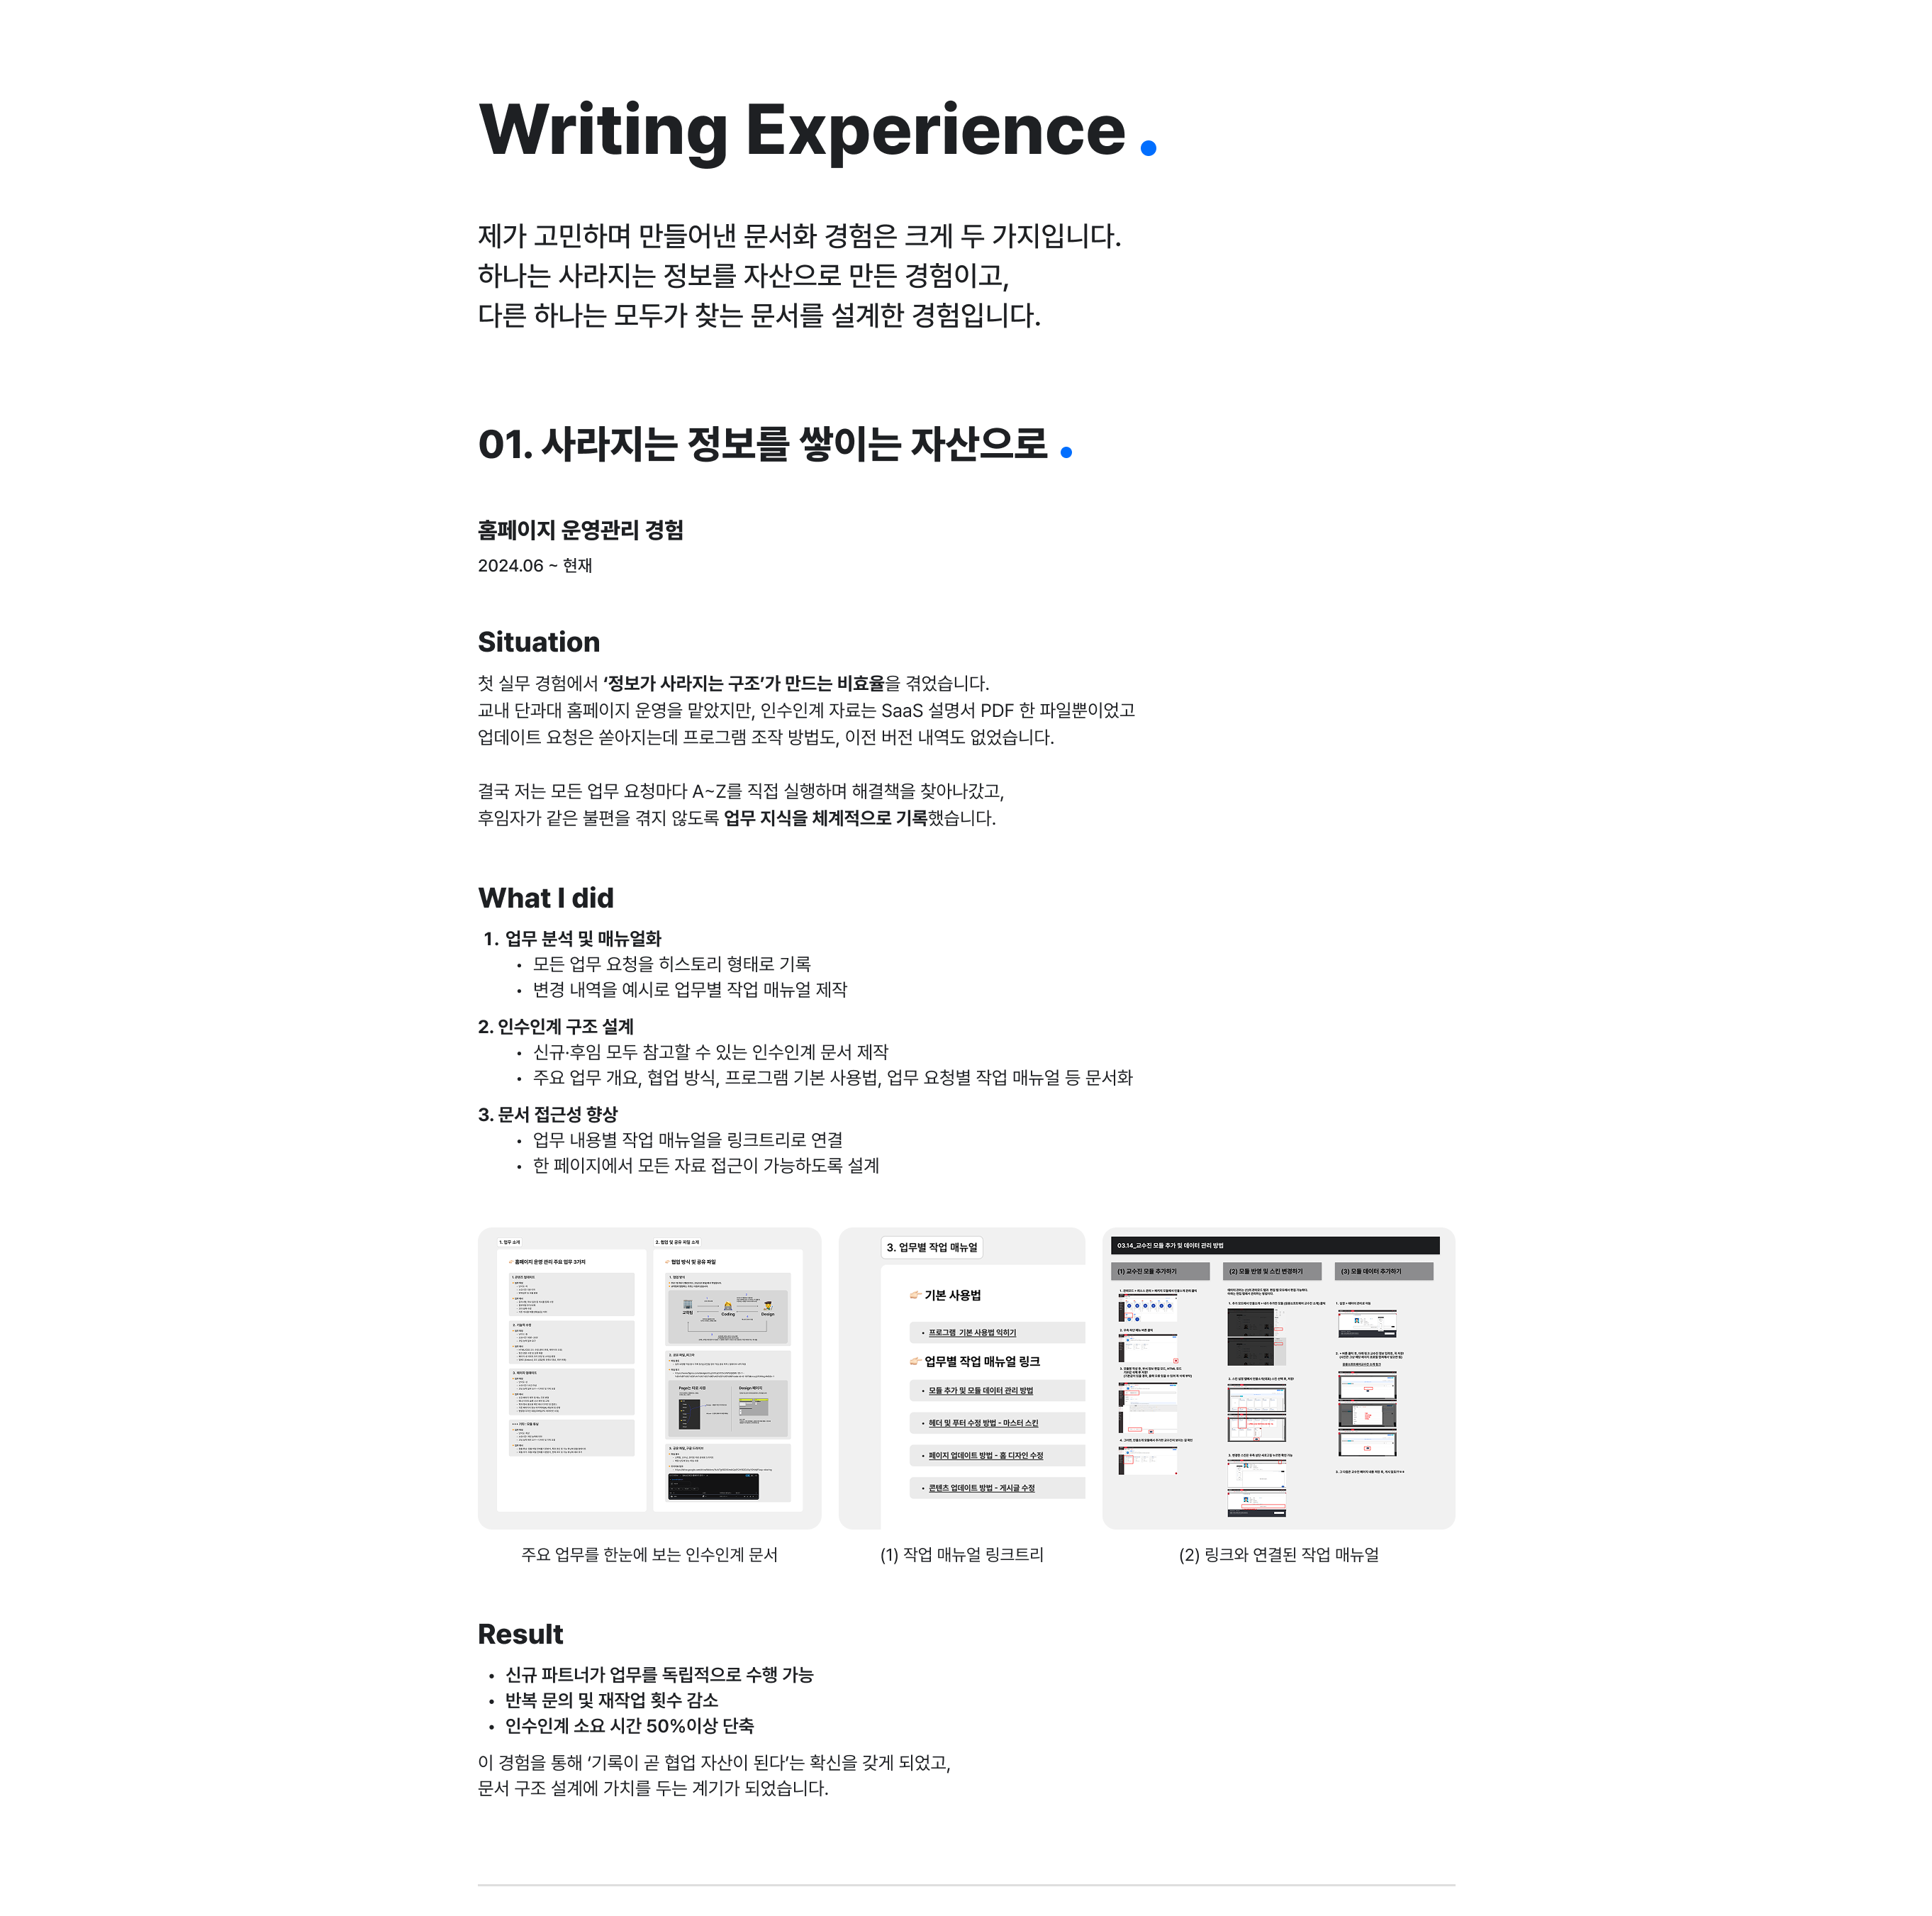 Writing Experience.
제가 고민하며 만들어낸 문서화 경험은 크게 두 가지입니다.
하나는 사라지는 정보를 자산으로 만든 경험이고,
다른 하나는 모두가 찾는 문서를 설계한 경험입니다.
01. 사라지는 정보를 쌓이는 자산으로.
홈페이지 운영관리 경험
2024.06 ~ 현재
Situation
첫 실무 경험에서 ‘정보가 사라지는 구조’가 만드는 비효율을 겪었습니다.
교내 단과대 홈페이지 운영을 맡았지만, 인수인계 자료는 SaaS 설명서 PDF 한 파일뿐이었고
업데이트 요청은 쏟아지는데 프로그램 조작 방법도, 이전 버전 내역도 없었습니다.
결국 저는 모든 업무 요청마다 A~Z를 직접 실행하며 해결책을 찾아나갔고,
후임자가 같은 불편을 겪지 않도록 업무 지식을 체계적으로 기록했습니다.
What I did
1. 업무 분석 및 매뉴얼화
• 모든 업무 요청을 히스토리 형태로 기록
• 변경 내역을 예시로 업무별 작업 매뉴얼 제작
2. 인수인계 구조 설계
• 신규·후임 모두 참고할 수 있는 인수인계 문서 제작
• 주요 업무 개요, 협업 방식, 프로그램 기본 사용법, 업무 요청별 작업 매뉴얼 등 문서화
3. 문서 접근성 향상
• 업무 내용별 작업 매뉴얼을 링크트리로 연결
• 한 페이지에서 모든 자료 접근이 가능하도록 설계
1. 업무 소개
👉🏻 홈페이지 운영 관리 주요 업무 3가지
2. 협업 및 공유 파일 소개
👉🏻 협업 방식 및 공유 파일
Coding
Design
3. 업무별 작업 매뉴얼
👉🏻 기본 사용법
• 프로그램 기본 사용법 익히기
👉🏻 업무별 작업 매뉴얼 링크
• 모듈 추가 및 모듈 데이터 관리 방법
• 헤더 및 푸터 수정 방법 - 마스터 스킨
• 페이지 업데이트 방법 - 홈 디자인 수정
• 콘텐츠 업데이트 방법 - 게시글 수정
03.14_교수진 모듈 추가 및 데이터 관리 방법
(1) 교수진 모듈 추가하기
(2) 모듈 반영 및 스킨 변경하기
(3) 모듈 데이터 추가하기
주요 업무를 한눈에 보는 인수인계 문서
(1) 작업 매뉴얼 링크트리
(2) 링크와 연결된 작업 매뉴얼
Result
• 신규 파트너가 업무를 독립적으로 수행 가능
• 반복 문의 및 재작업 횟수 감소
• 인수인계 소요 시간 50%이상 단축
이 경험을 통해 ‘기록이 곧 협업 자산이 된다’는 확신을 갖게 되었고,
문서 구조 설계에 가치를 두는 계기가 되었습니다.